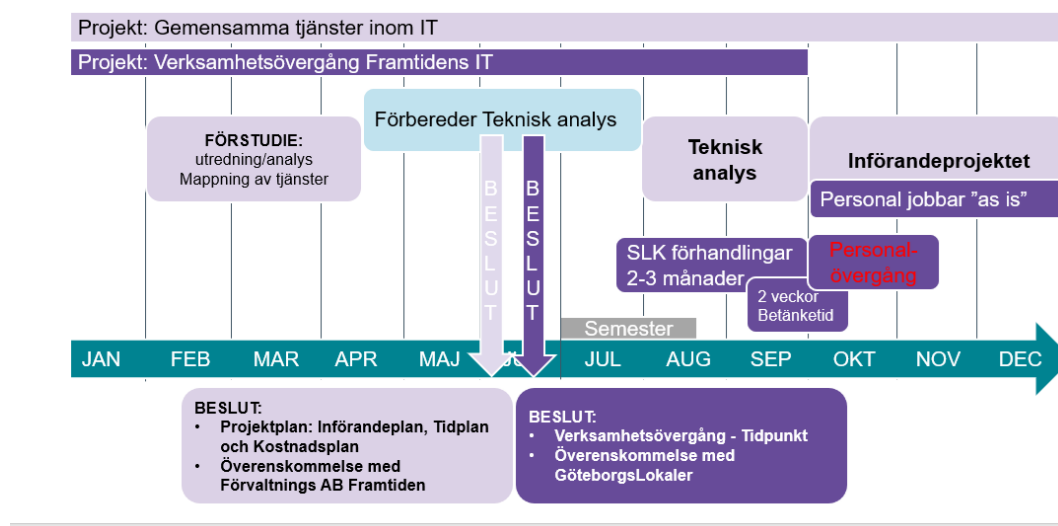 Projekt: Gemensamma tjänster inom IT
Projekt: Verksamhetsövergång Framtidens IT
FÖRSTUDIE:
utredning/analys
Mappning av tjänster
Förbereder Teknisk analys
BESLUT
BESLUT
Teknisk
analys
Införandeprojektet
Personal jobbar ”as is”
SLK förhandlingar
2-3 månader
Personal-
övergång
2 veckor
Betänketid
Semester
JAN FEB MAR APR MAJ JUL AUG SEP OKT NOV DEC
BESLUT:
• Projektplan: Införandeplan, Tidplan
och Kostnadsplan
• Överenskommelse med
Förvaltnings AB Framtiden
BESLUT:
• Verksamhetsövergång - Tidpunkt
• Överenskommelse med
GöteborgsLokaler